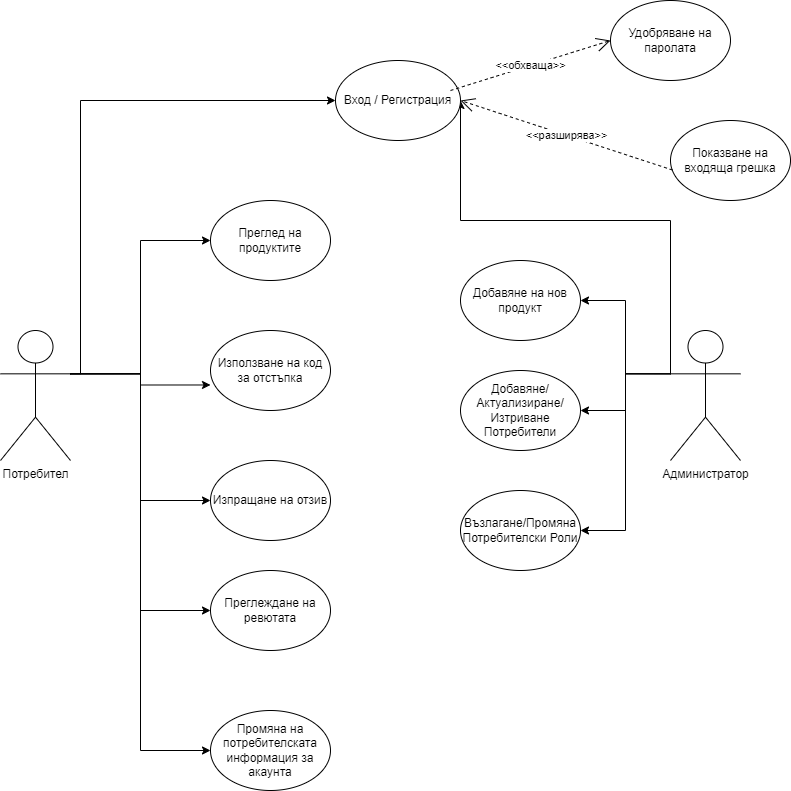 Удобряване на
паролата
<<обхваща>>
Вход / Регистрация
<<разширява>>
Показване на
входяща грешка
Преглед на
продуктите
Добавяне на нов
продукт
Използване на код
за отстъпка
Добавяне/
Актуализиране/
Изтриване
Потребители
Потребител
Администратор
Изпращане на отзив
Възлагане/Промяна
Потребителски Роли
Преглеждане на
ревютата
Промяна на
потребителската
информация за
акаунта